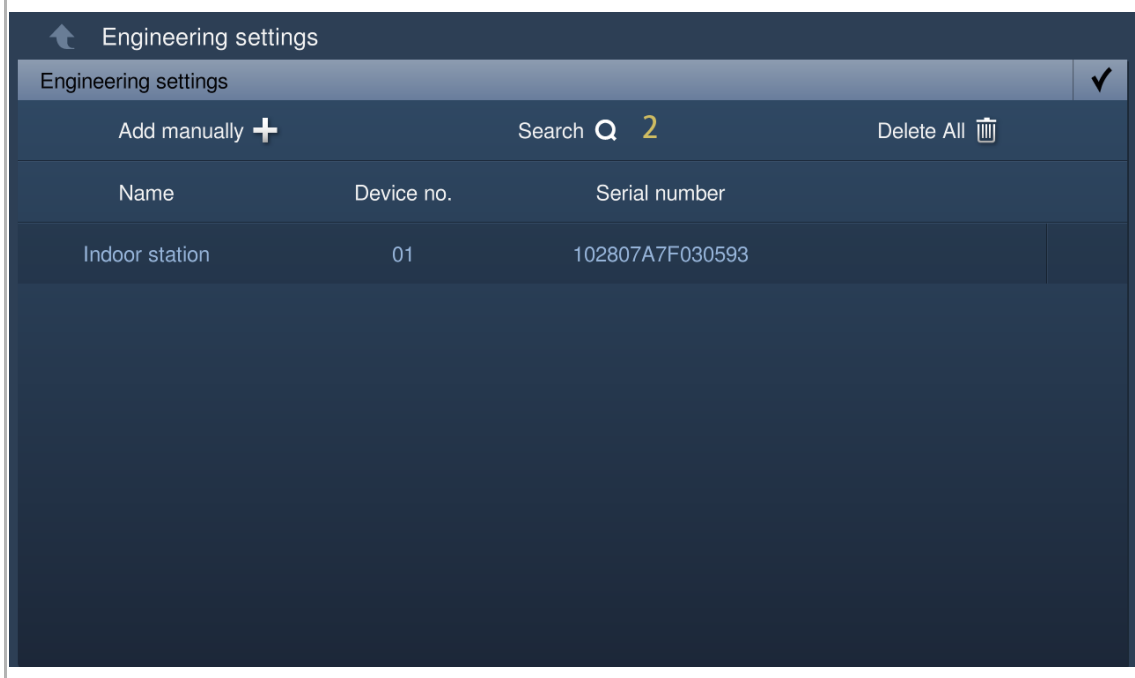 Engineering settings
Engineering settings
Add manually Search 2 Delete All
Name Device no. Serial number
Indoor station 01 102807A7F030593